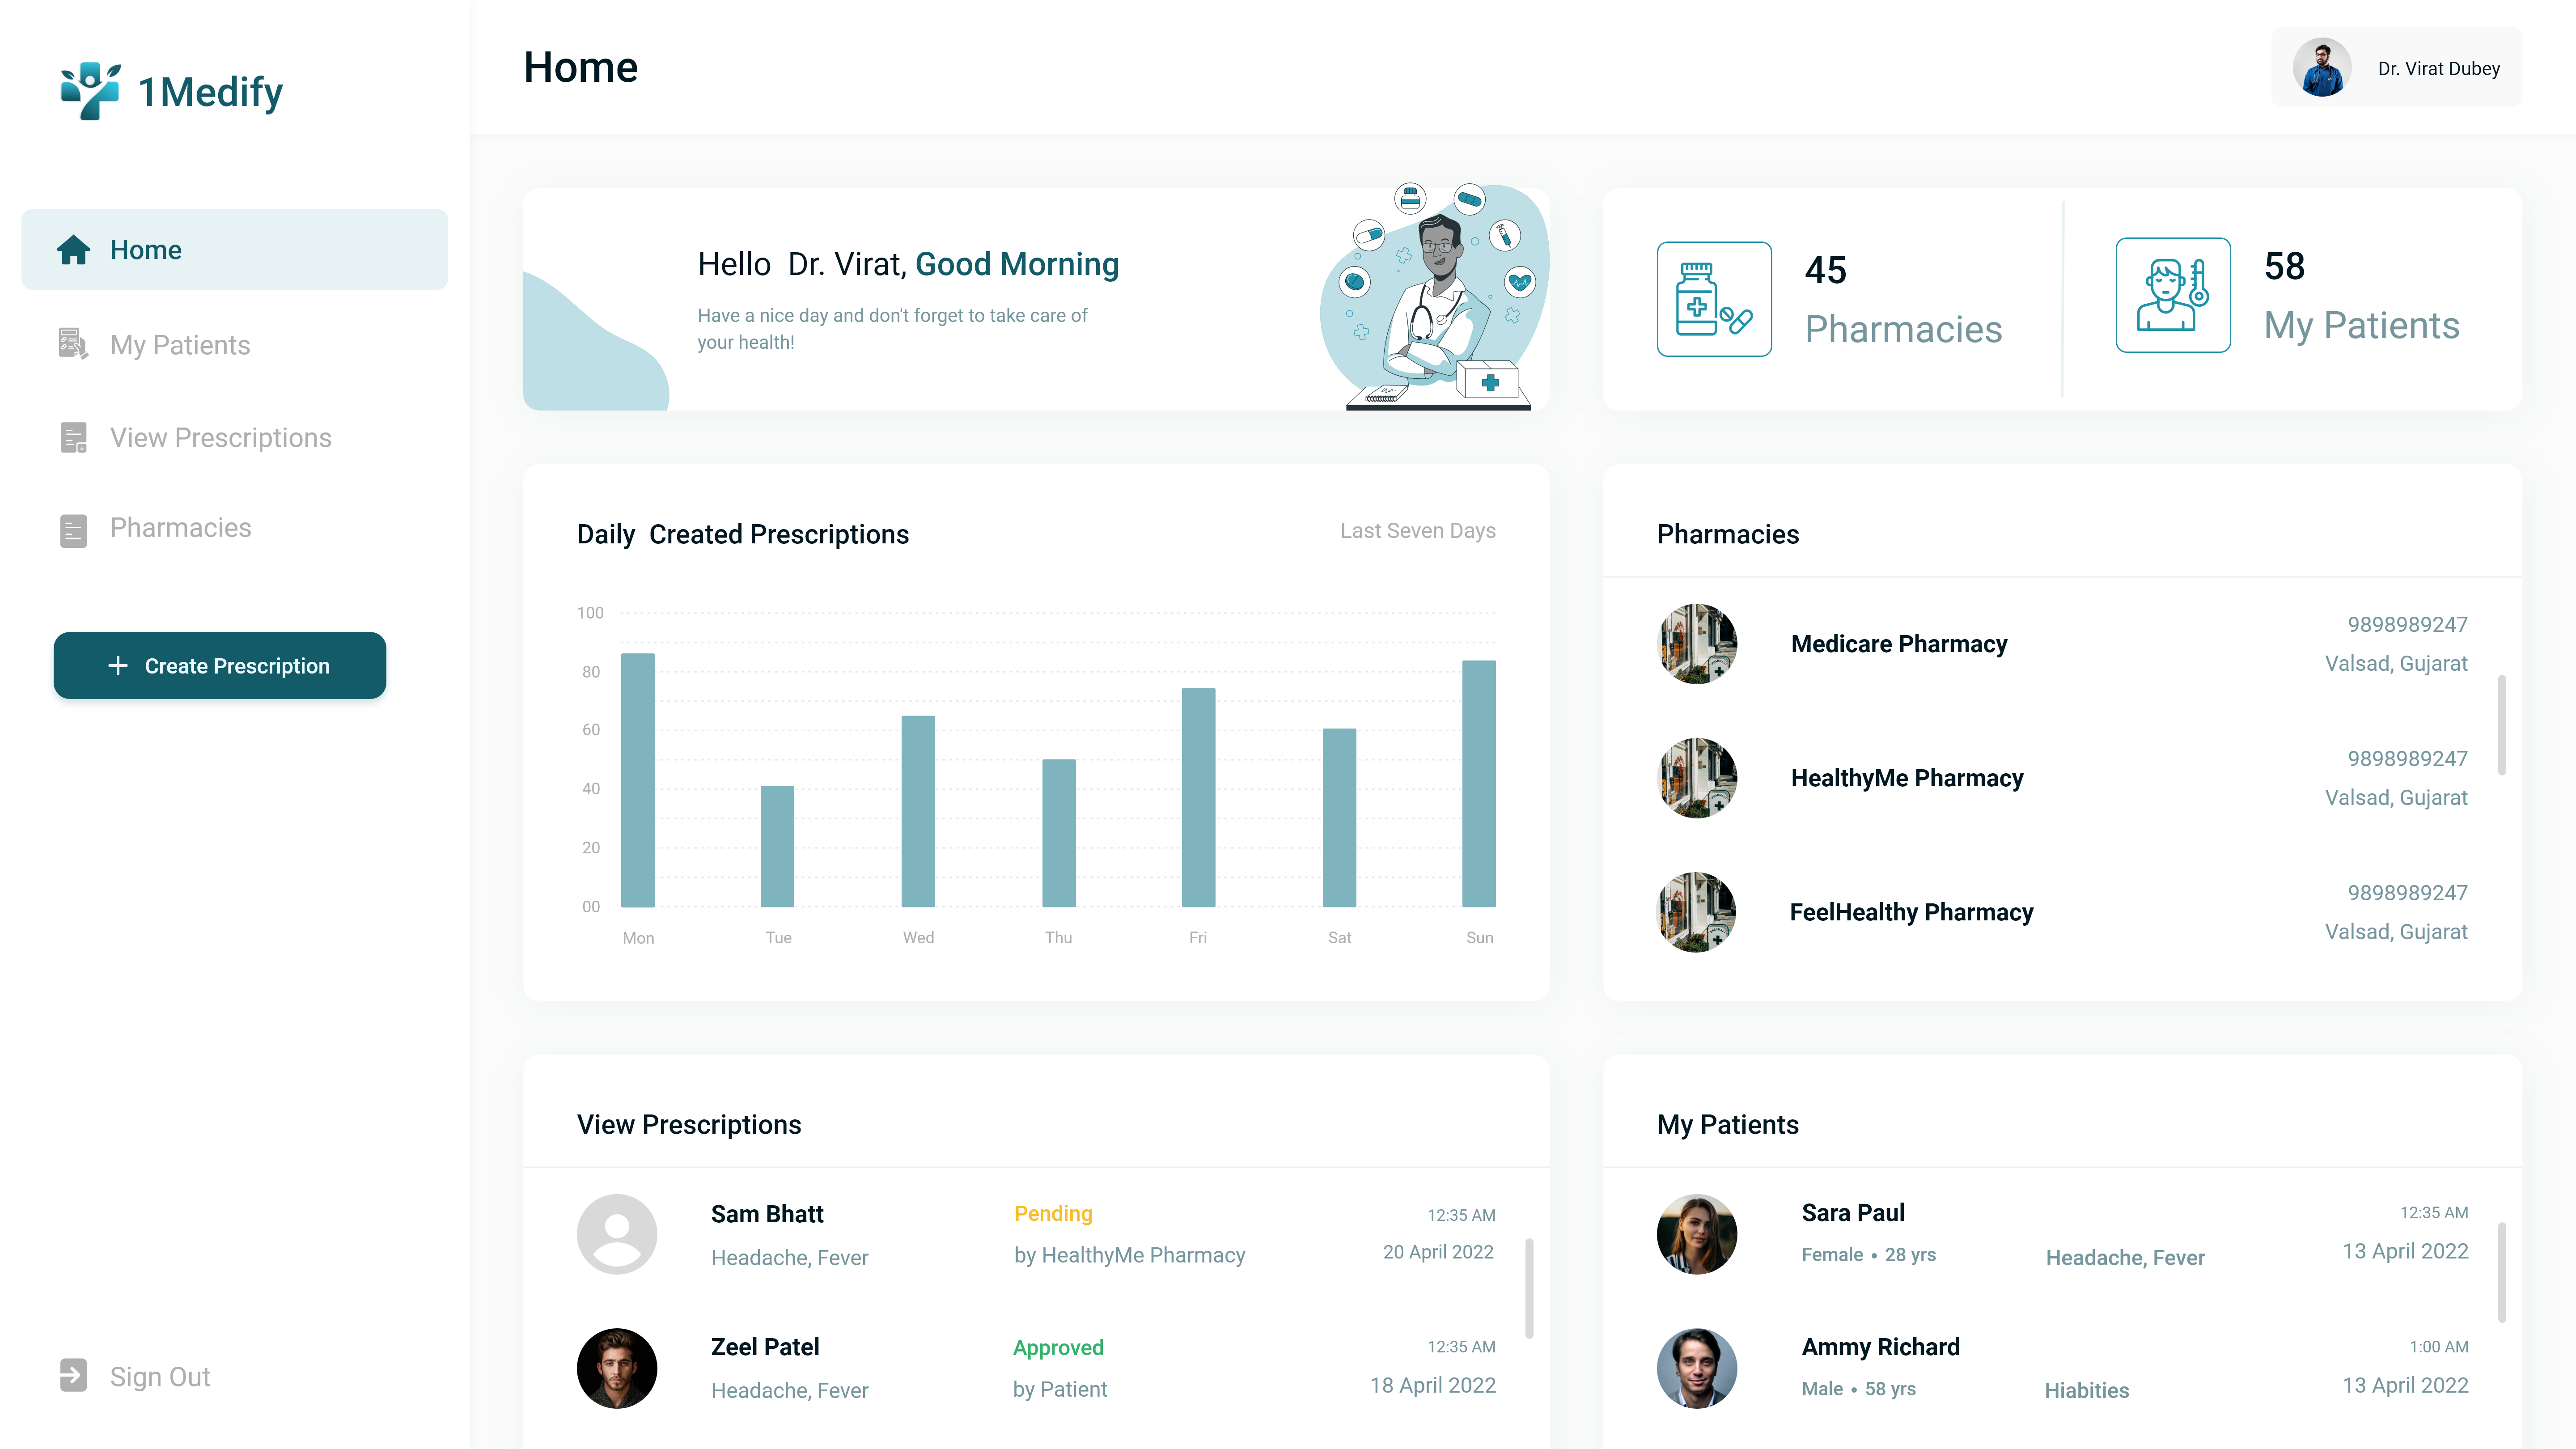 1Medify
Home
My Patients
View Prescriptions
Pharmacies
+ Create Prescription
Sign Out
Home
Dr. Virat Dubey
Hello Dr. Virat, Good Morning
Have a nice day and don't forget to take care of
your health!
45
Pharmacies
58
My Patients
Daily Created Prescriptions
Last Seven Days
100
80
60
40
20
00
Mon Tue Wed Thu Fri Sat Sun
Pharmacies
Medicare Pharmacy
9898989247
Valsad, Gujarat
HealthyMe Pharmacy
9898989247
Valsad, Gujarat
FeelHealthy Pharmacy
9898989247
Valsad, Gujarat
View Prescriptions
Sam Bhatt Pending 12:35 AM
Headache, Fever by HealthyMe Pharmacy 20 April 2022
Zeel Patel Approved 12:35 AM
Headache, Fever by Patient 18 April 2022
My Patients
Sara Paul 12:35 AM
Female • 28 yrs Headache, Fever 13 April 2022
Ammy Richard 1:00 AM
Male • 58 yrs Hiabities 13 April 2022